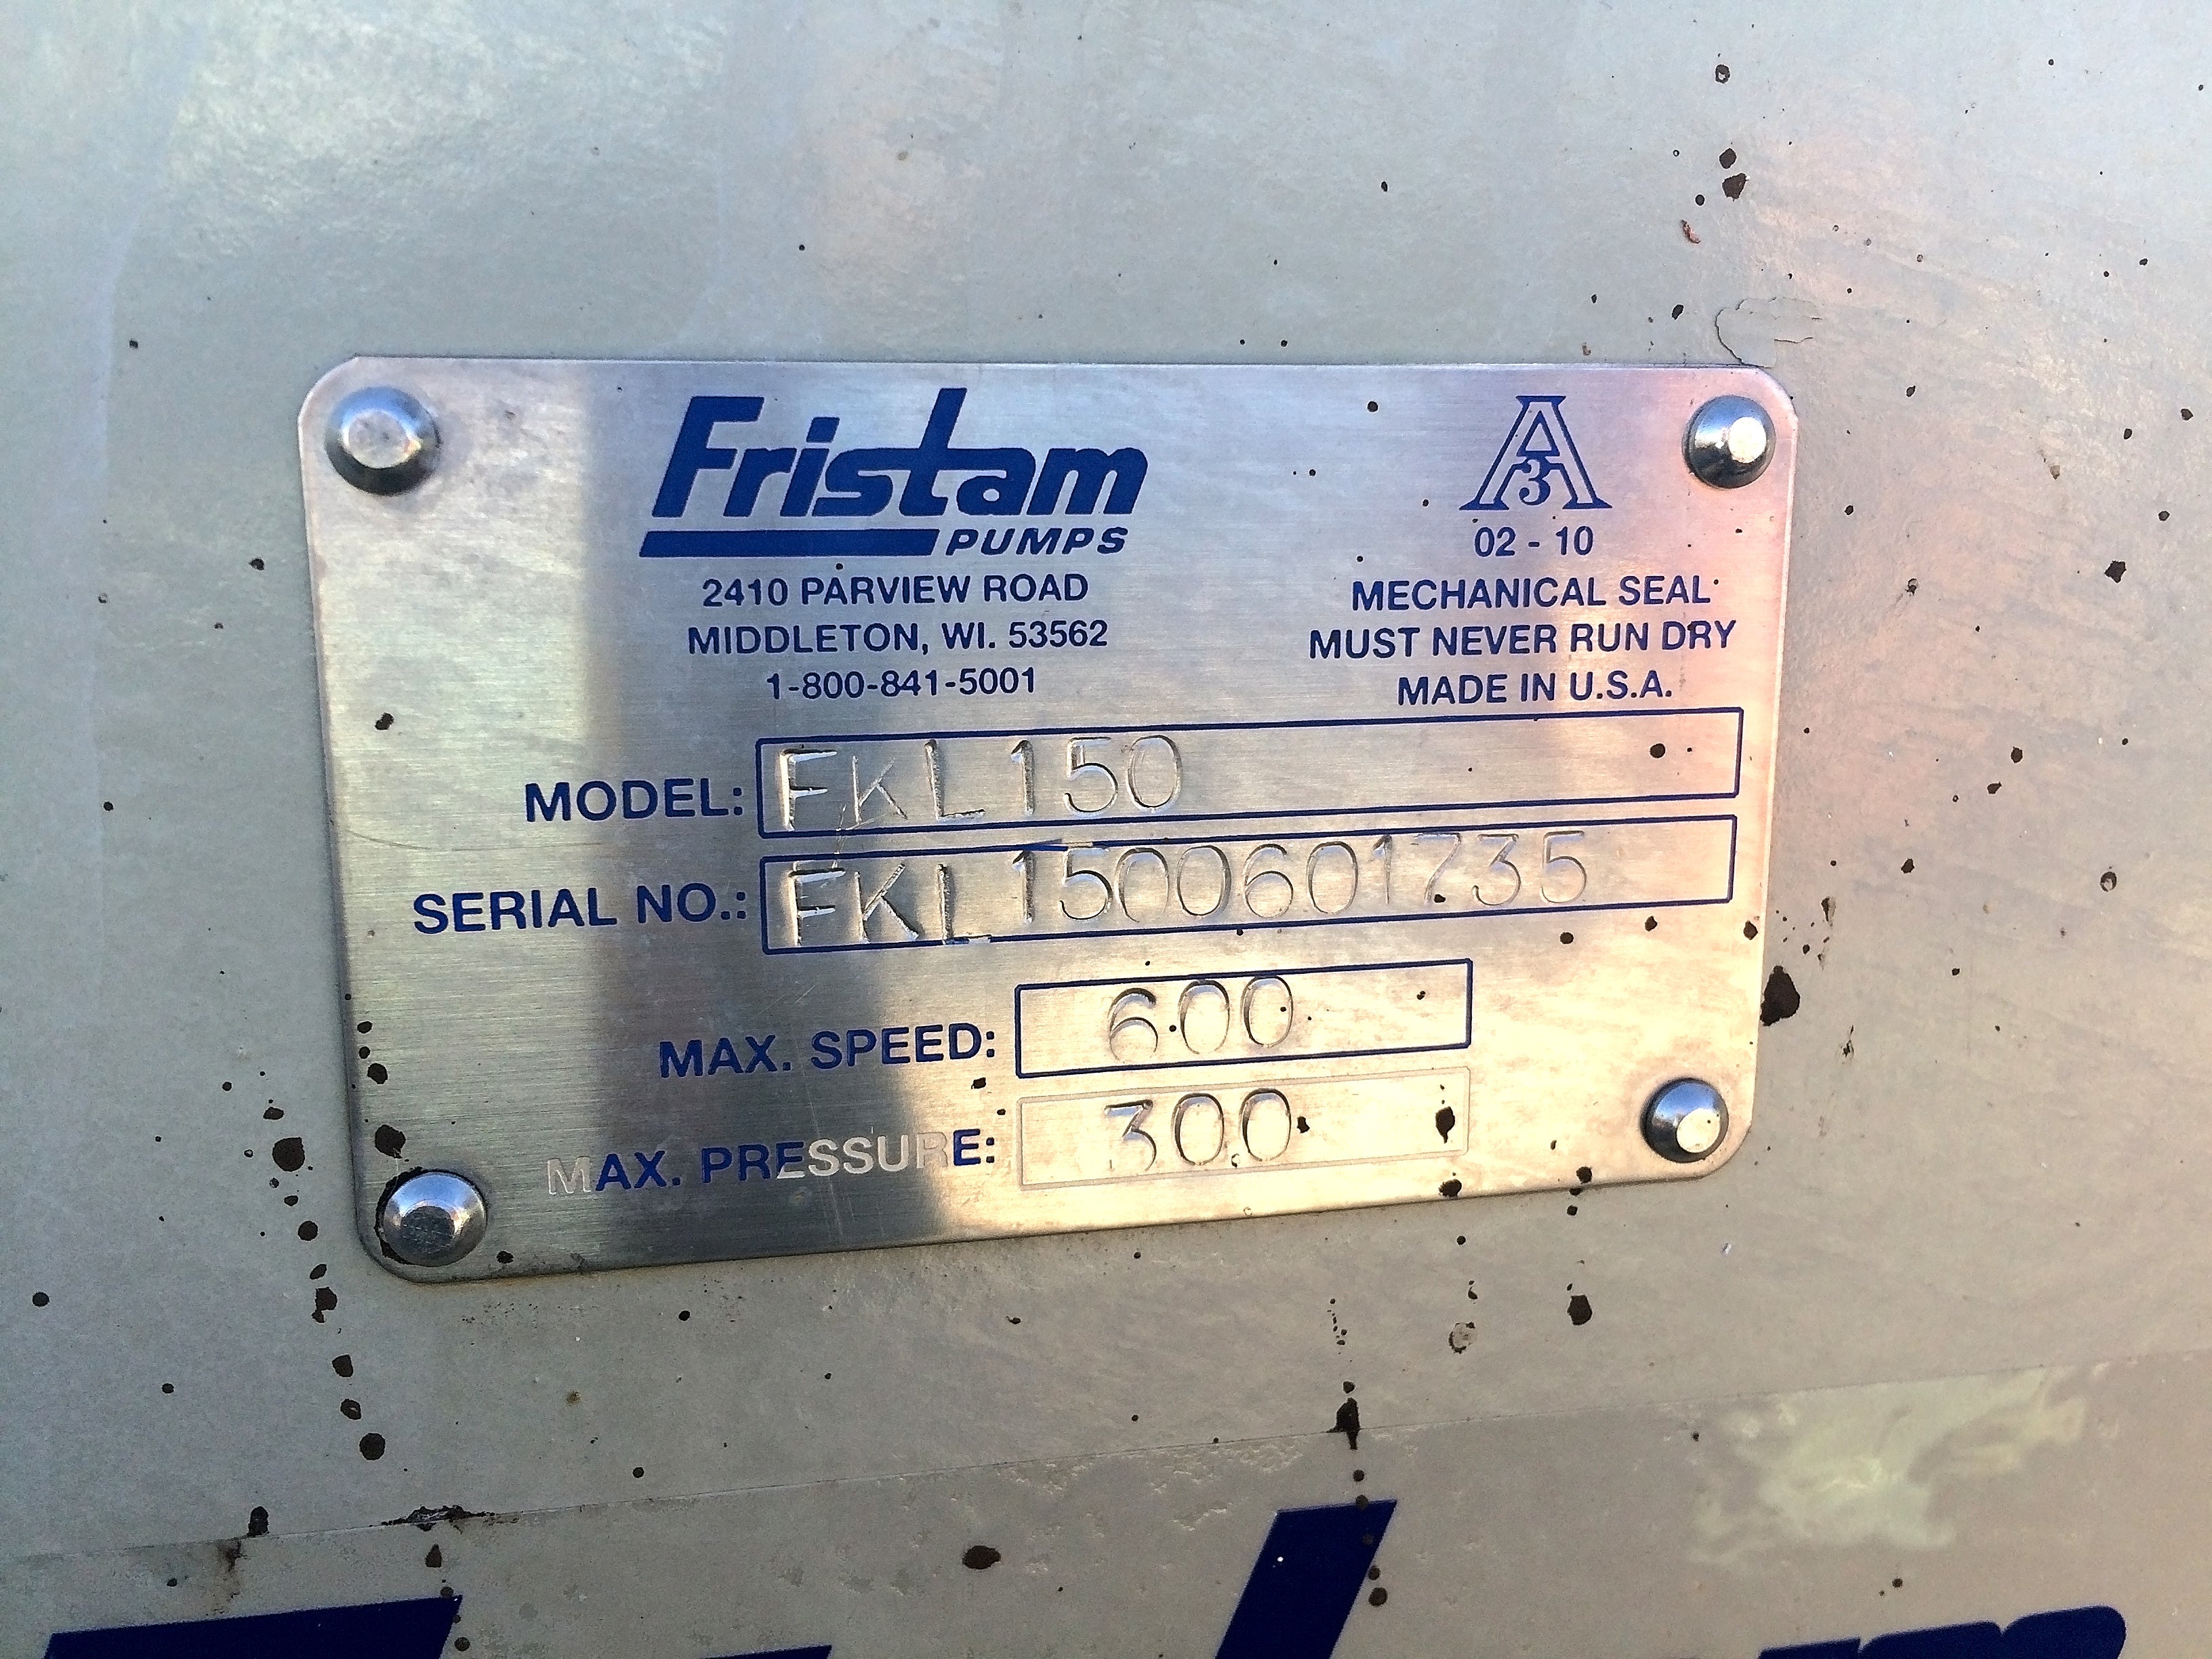 Fristam
PUMPS
2410 PARVIEW ROAD
MIDDLETON, WI. 53562
1-800-841-5001
A
3
02-10
MECHANICAL SEAL
MUST NEVER RUN DRY
MADE IN U.S.A.
MODEL: FKL150
SERIAL NO.: FKL1500601735
MAX. SPEED: 600
MAX. PRESSURE: 300